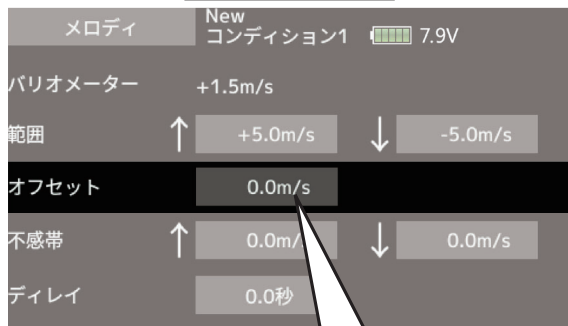 メロディ
New
コンディション1 7.9V
バリオメーター +1.5m/s
範囲 ↑ +5.0m/s ↓ -5.0m/s
オフセット 0.0m/s
不感帯 ↑ 0.0m/s ↓ 0.0m/s
ディレイ 0.0秒